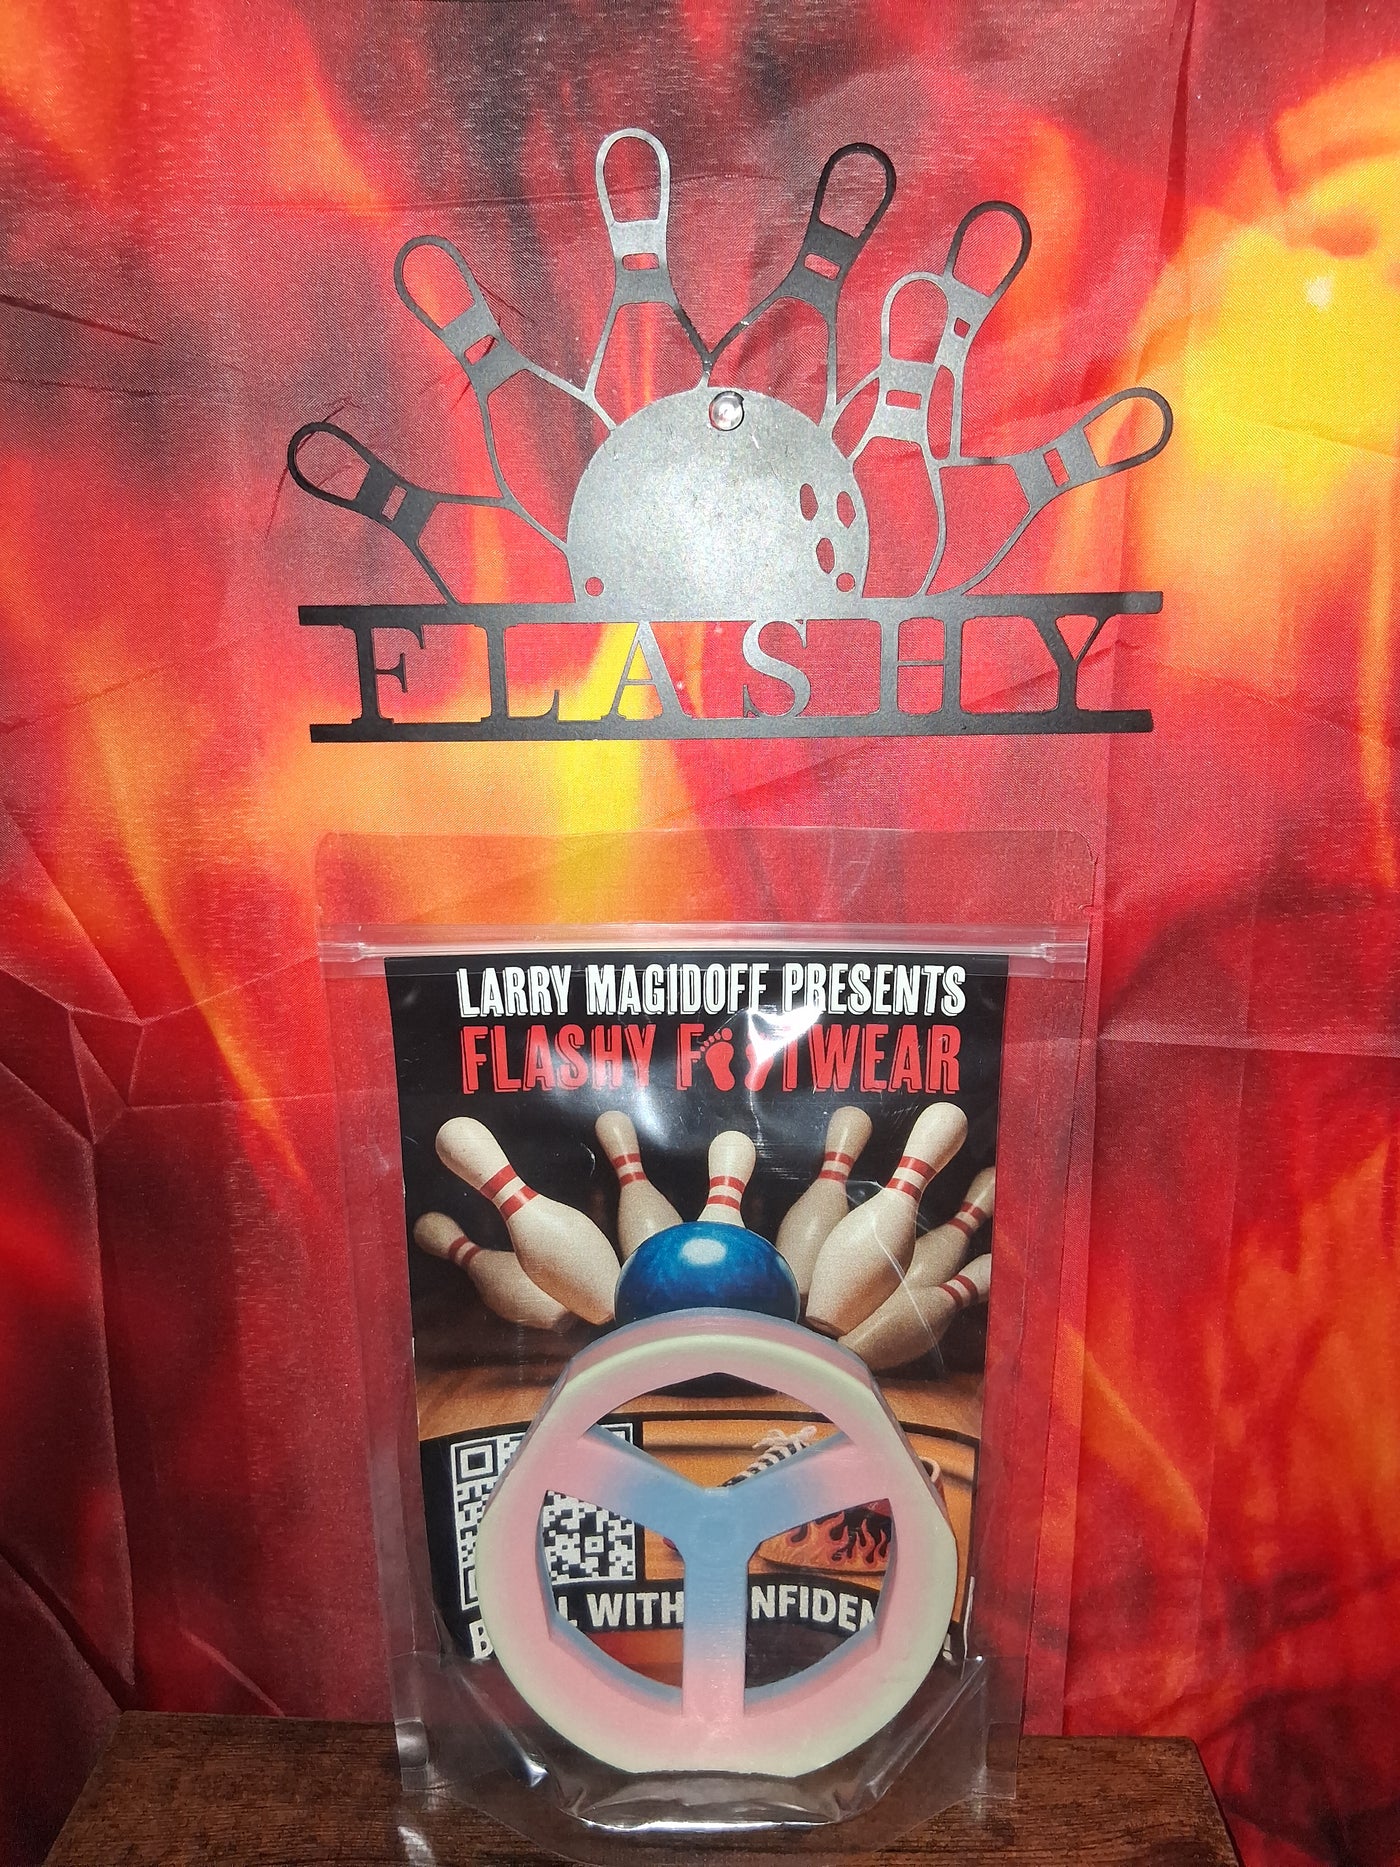 FLASHY
LARRY MAGIDOFF PRESENTS
FLASHY FOOTWEAR
WITH